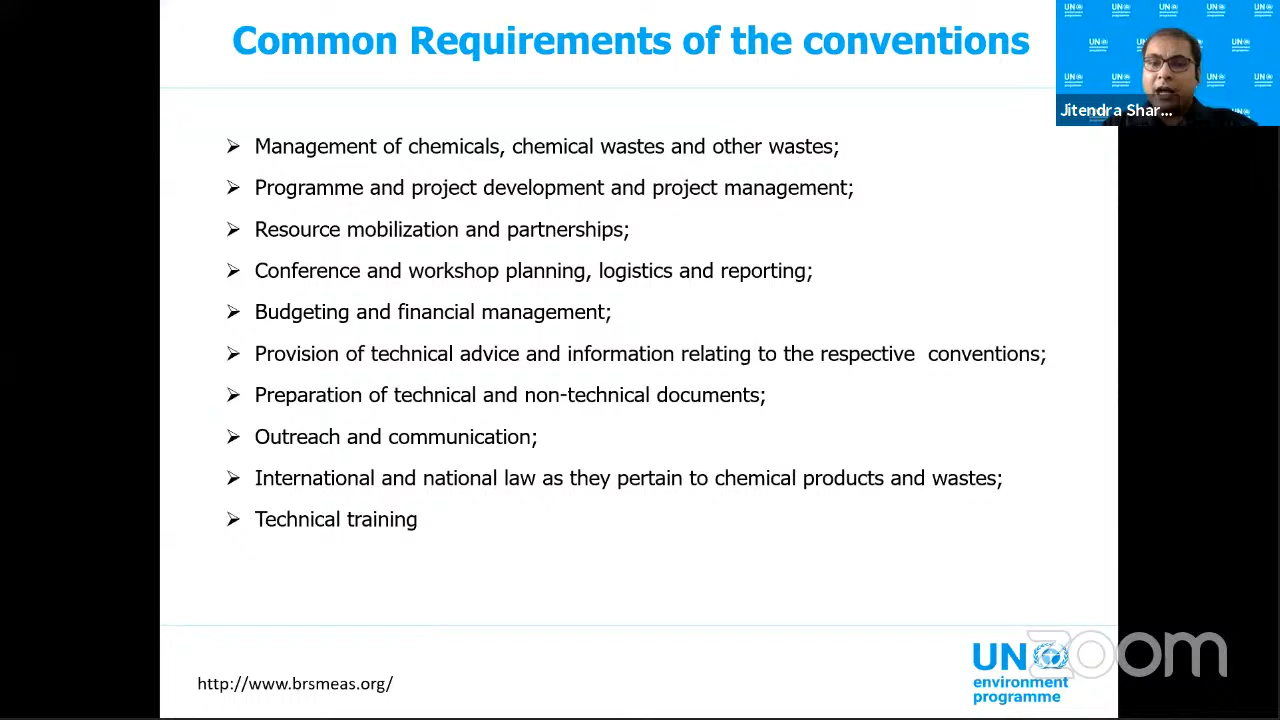 Common Requirements of the conventions
Jitendra Shar...
Management of chemicals, chemical wastes and other wastes;
Programme and project development and project management;
Resource mobilization and partnerships;
Conference and workshop planning, logistics and reporting;
Budgeting and financial management;
Provision of technical advice and information relating to the respective conventions;
Preparation of technical and non-technical documents;
Outreach and communication;
International and national law as they pertain to chemical products and wastes;
Technical training
http://www.brsmeas.org/
UN
environment
programme
zoom